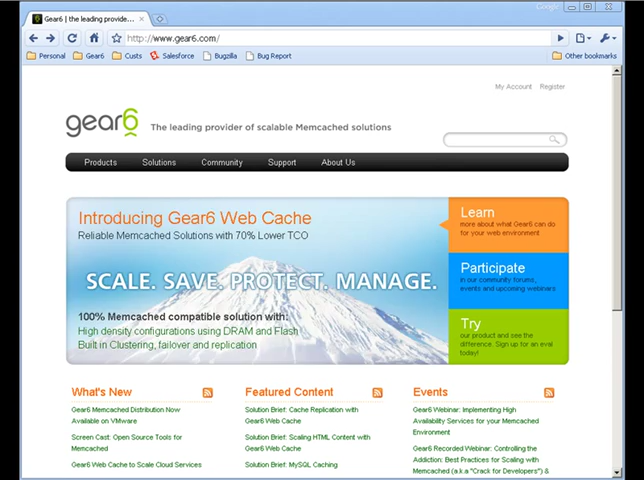 Google
Gear6 | the leading provide...
http://www.gear6.com/
Personal
Gear6
Custs
Salesforce
Bugzilla
Bug Report
Other bookmarks
My Account
Register
gear6
The leading provider of scalable Memcached solutions
Products
Solutions
Community
Support
About Us
Introducing Gear6 Web Cache
Reliable Memcached Solutions with 70% Lower TCO
SCALE. SAVE. PROTECT. MANAGE.
100% Memcached compatible solution with:
High density configurations using DRAM and Flash
Built in Clustering, failover and replication
Learn
more about what Gear6 can do
for your web environment
Participate
in our community forums,
events and upcoming webinars
Try
our product and see the
difference. Sign up for an eval
today!
What's New
Gear6 Memcached Distribution Now
Available on VMware
Screen Cast: Open Source Tools for
Memcached
Gear6 Web Cache to Scale Cloud Services
Featured Content
Solution Brief: Cache Replication with
Gear6 Web Cache
Solution Brief: Scaling HTML Content with
Gear6 Web Cache
Solution Brief: MySQL Caching
Events
Gear6 Webinar: Implementing High
Availability Services for your Memcached
Environment
Gear6 Recorded Webinar: Controlling the
Addiction: Best Practices for Scaling with
Memcached (a.k.a "Crack for Developers") &